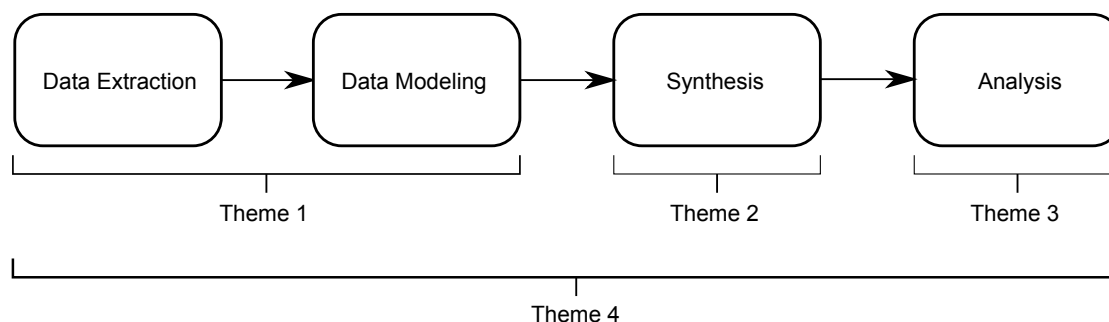 Data Extraction
Data Modeling
Synthesis
Analysis
Theme 1
Theme 2
Theme 3
Theme 4